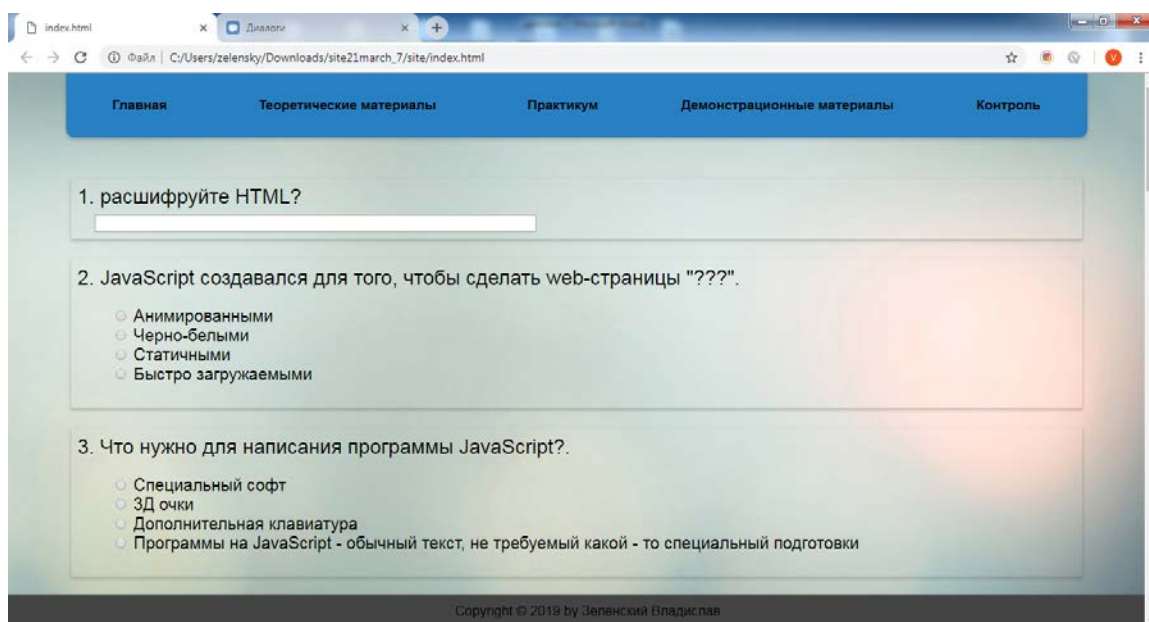 index.html
Диалоги
Файл C:/Users/zelensky/Downloads/site21march_7/site/index.html
V
Главная Теоретические материалы Практикум Демонстрационные материалы Контроль
1. расшифруйте HTML?
2. JavaScript создавался для того, чтобы сделать web-страницы "???".
Анимированными
Черно-белыми
Статичными
Быстро загружаемыми
3. Что нужно для написания программы JavaScript?.
Специальный софт
3Д очки
Дополнительная клавиатура
Программы на JavaScript - обычный текст, не требуемый какой - то специальный подготовки
Copyright © 2019 by Зеленский Владислав